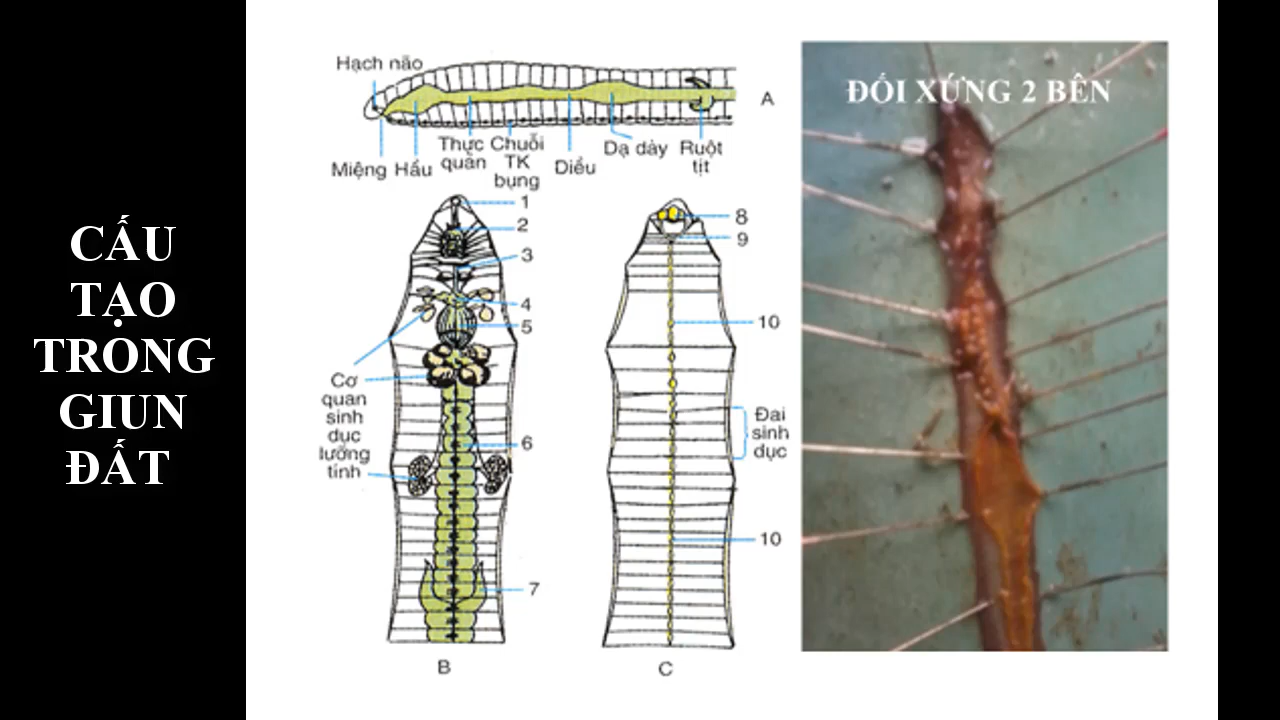 CẤU
TẠO
TRONG
GIUN
ĐẤT
Hạch não
A
Miệng
Hầu
Thực
quản
Chuỗi
TK
bụng
Diều
Dạ dày
Ruột
tịt
1
2
3
4
5
Cơ
quan
sinh
dục
lưỡng
tính
6
7
B
8
9
10
Đai
sinh
dục
10
C
ĐỐI XỨNG 2 BÊN